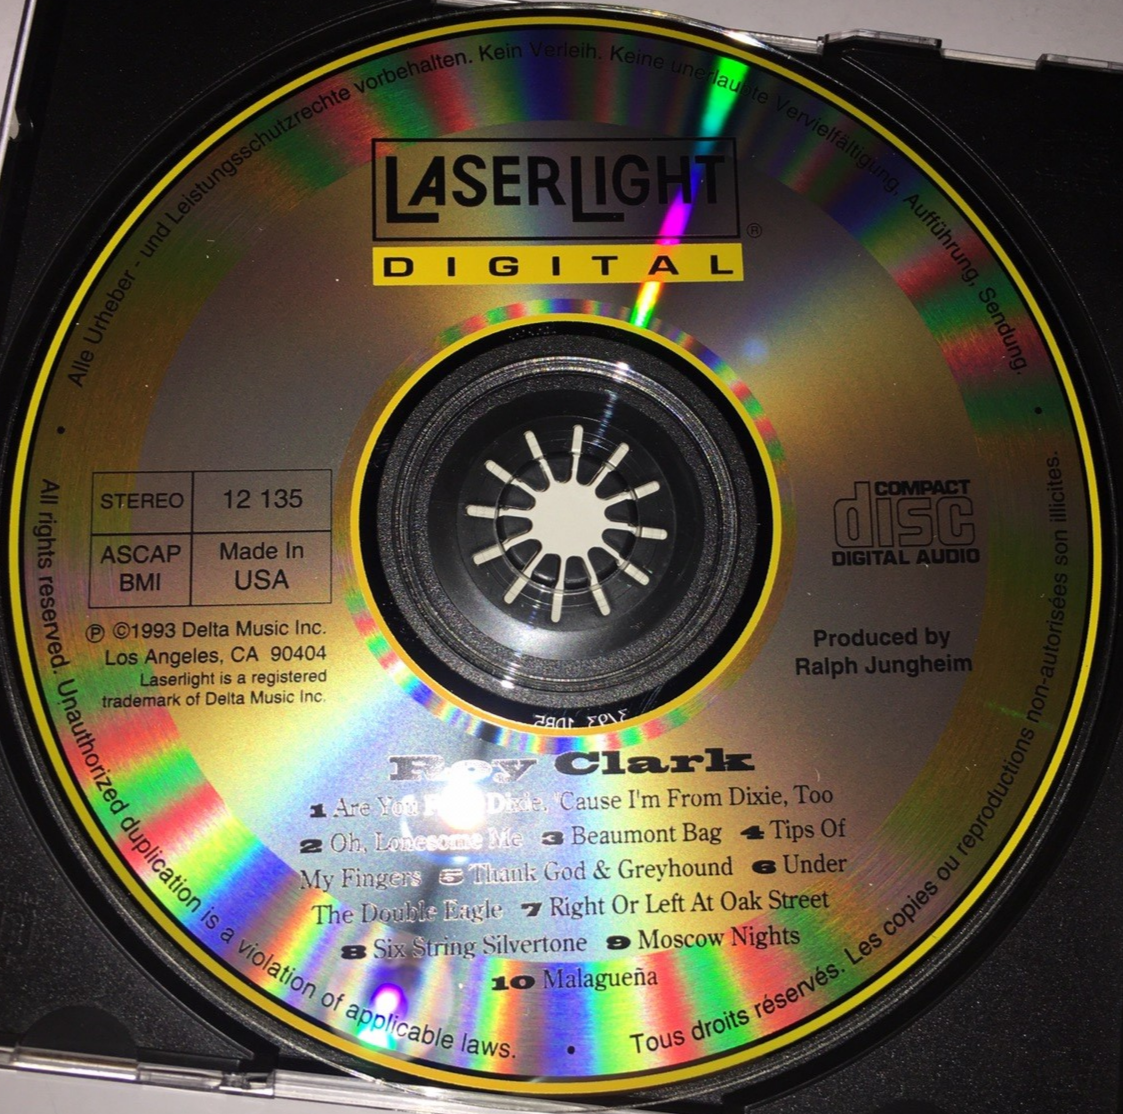 Alle Urheber - und Leistungsschutzrechte vorbehalten. Kein Verleih. Keine unerlaubte Vervielfältigung, Aufführung, Sendung.
LASERLIGHT
®
DIGITAL
STEREO 12 135
ASCAP BMI Made In USA
COMPACT
disc
DIGITAL AUDIO
℗ ©1993 Delta Music Inc.
Los Angeles, CA 90404
Laserlight is a registered
trademark of Delta Music Inc.
Produced by
Ralph Jungheim
Roy Clark
1 Are You From Dixie, 'Cause I'm From Dixie, Too
2 Oh, Lonesome Me 3 Beaumont Bag 4 Tips Of
My Fingers 5 Thank God & Greyhound 6 Under
The Double Eagle 7 Right Or Left At Oak Street
8 Six String Silvertone 9 Moscow Nights
10 Malagueña
All rights reserved. Unauthorized duplication is a violation of applicable laws.
Tous droits réservés. Les copies ou reproductions non-autorisées son illicites.